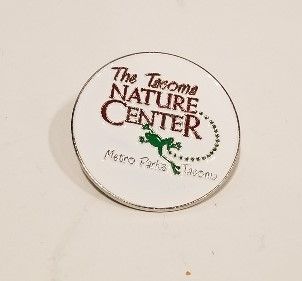 The Tacoma
NATURE
CENTER
Metro Parks Tacoma